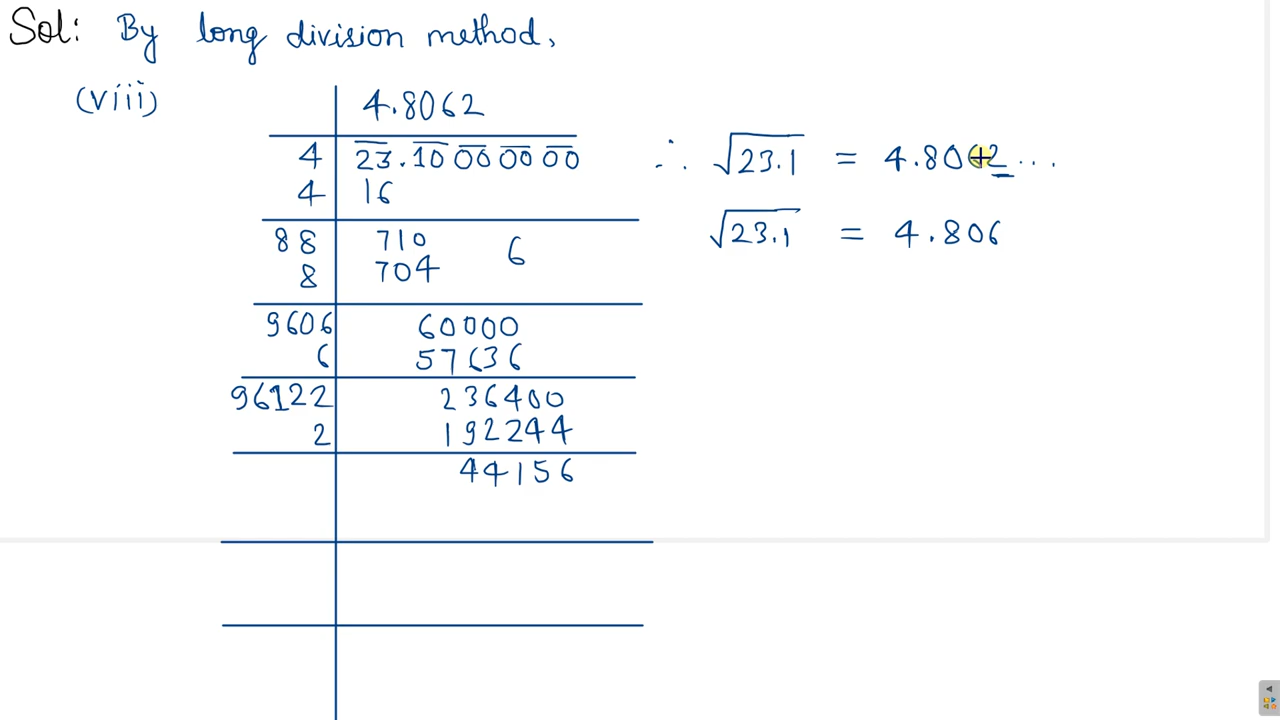 Sol: By long division method,
(viii)
4.8062
4 23.10 00 00 00
4 16
88 710 6
8 704
9606 60000
6 57636
96122 236400
2 192244
44156
∴ √23.1 = 4.8062...
√23.1 = 4.806